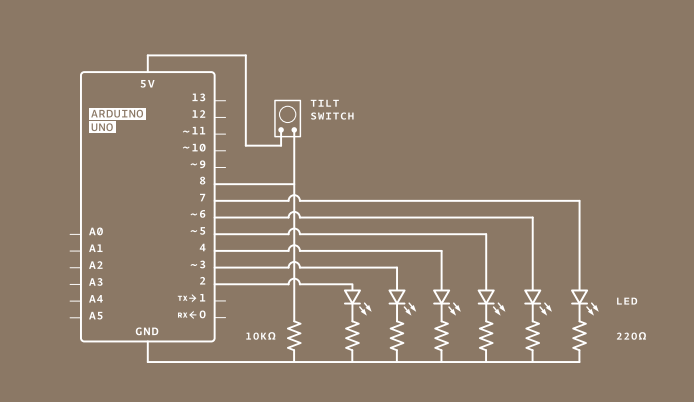 5V
ARDUINO
UNO
13
12
~11
~10
~9
8
7
~6
~5
4
~3
2
TX→1
RX←0
A0
A1
A2
A3
A4
A5
GND
TILT
SWITCH
LED
10KΩ
220Ω